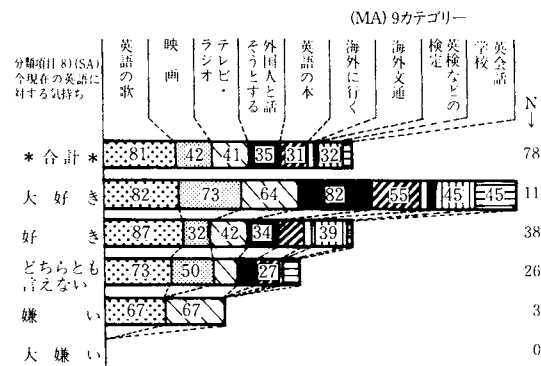 (MA) 9カテゴリー
分類項目 8)(SA)
今現在の英語に
対する気持ち
英語の歌
映画
テレビ・
ラジオ
外国人と話
そうとする
英語の本
海外に行く
海外文通
英検などの
検定
英会話
学校
N
↓
*合計* 81 42 41 35 31 32 78
大好き 82 73 64 82 55 45 45 11
好き 87 32 42 34 39 38
どちらとも
言えない 73 50 27 26
嫌い 67 67 3
大嫌い 0